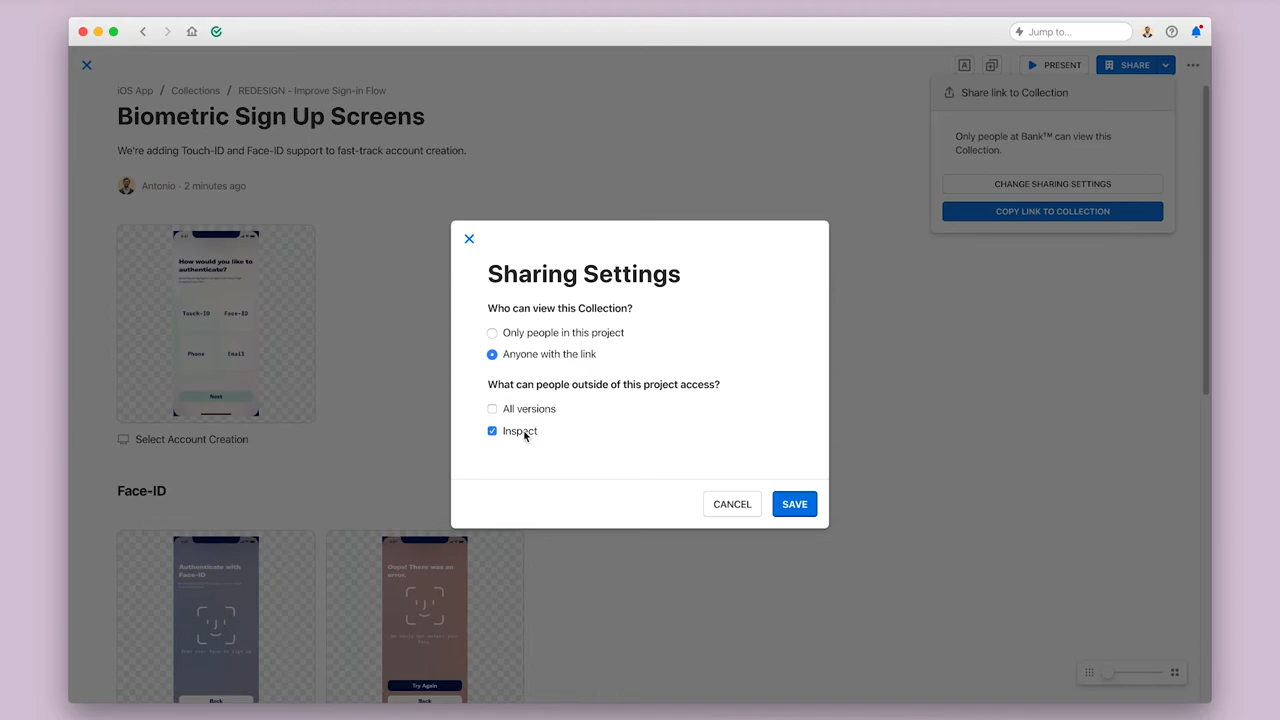 Jump to...
PRESENT
SHARE
iOS App / Collections / REDESIGN - Improve Sign-in Flow
Biometric Sign Up Screens
We're adding Touch-ID and Face-ID support to fast-track account creation.
Antonio · 2 minutes ago
Share link to Collection
Only people at Bank™ can view this
Collection.
CHANGE SHARING SETTINGS
COPY LINK TO COLLECTION
How would you like to
authenticate?
Touch-ID Face-ID
Phone Email
Next
Select Account Creation
Face-ID
Authenticate with
Face-ID
Back
Oops! There was an
error.
Try Again
Back
Sharing Settings
Who can view this Collection?
Only people in this project
Anyone with the link
What can people outside of this project access?
All versions
Inspect
CANCEL
SAVE